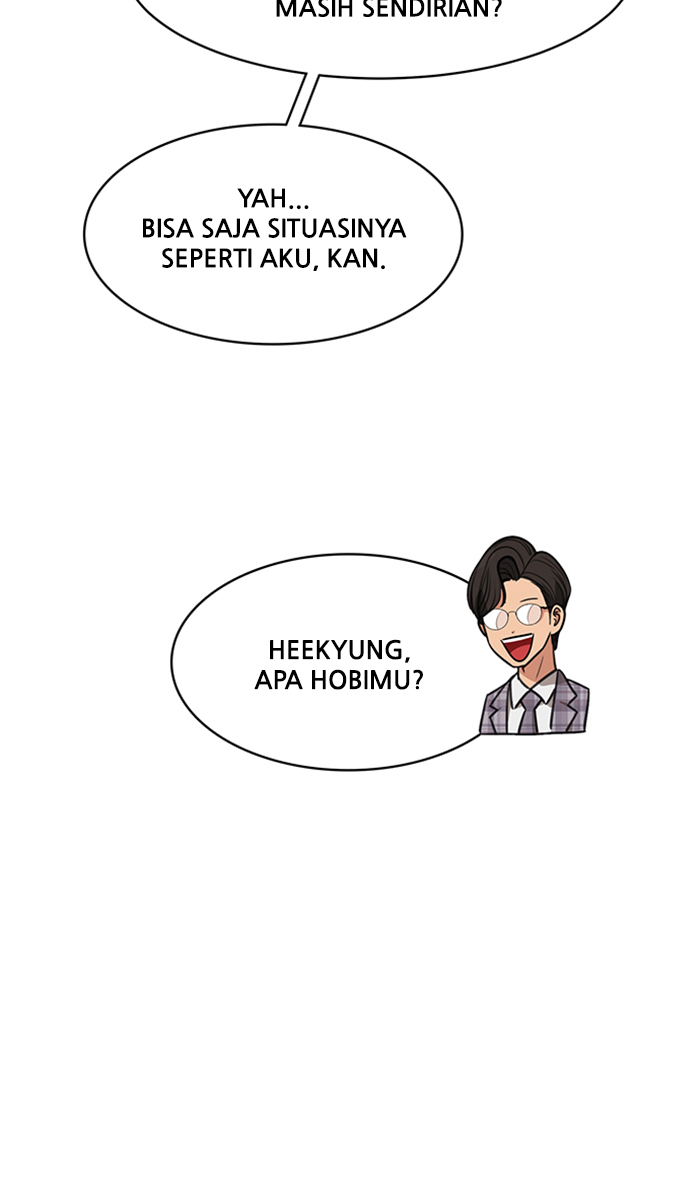 MASIH SENDIRIAN?
YAH...
BISA SAJA SITUASINYA
SEPERTI AKU, KAN.
HEEKYUNG,
APA HOBIMU?